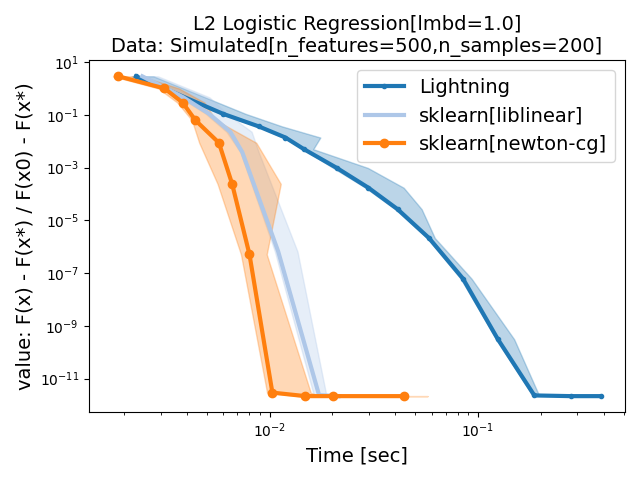 L2 Logistic Regression[lmbd=1.0]
Data: Simulated[n_features=500,n_samples=200]
value: F(x) - F(x*) / F(x0) - F(x*)
10¹
10⁻¹
10⁻³
10⁻⁵
10⁻⁷
10⁻⁹
10⁻¹¹
Lightning
sklearn[liblinear]
sklearn[newton-cg]
10⁻²
10⁻¹
Time [sec]